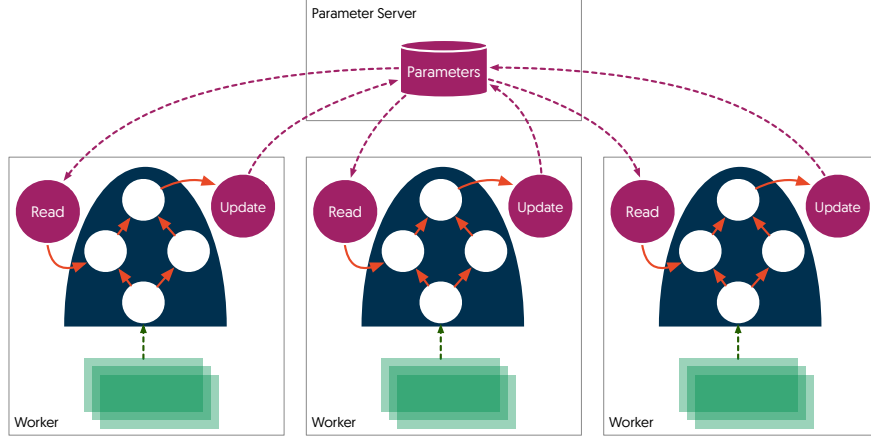 Parameter Server
Parameters
Read
Update
Read
Update
Read
Update
Worker
Worker
Worker